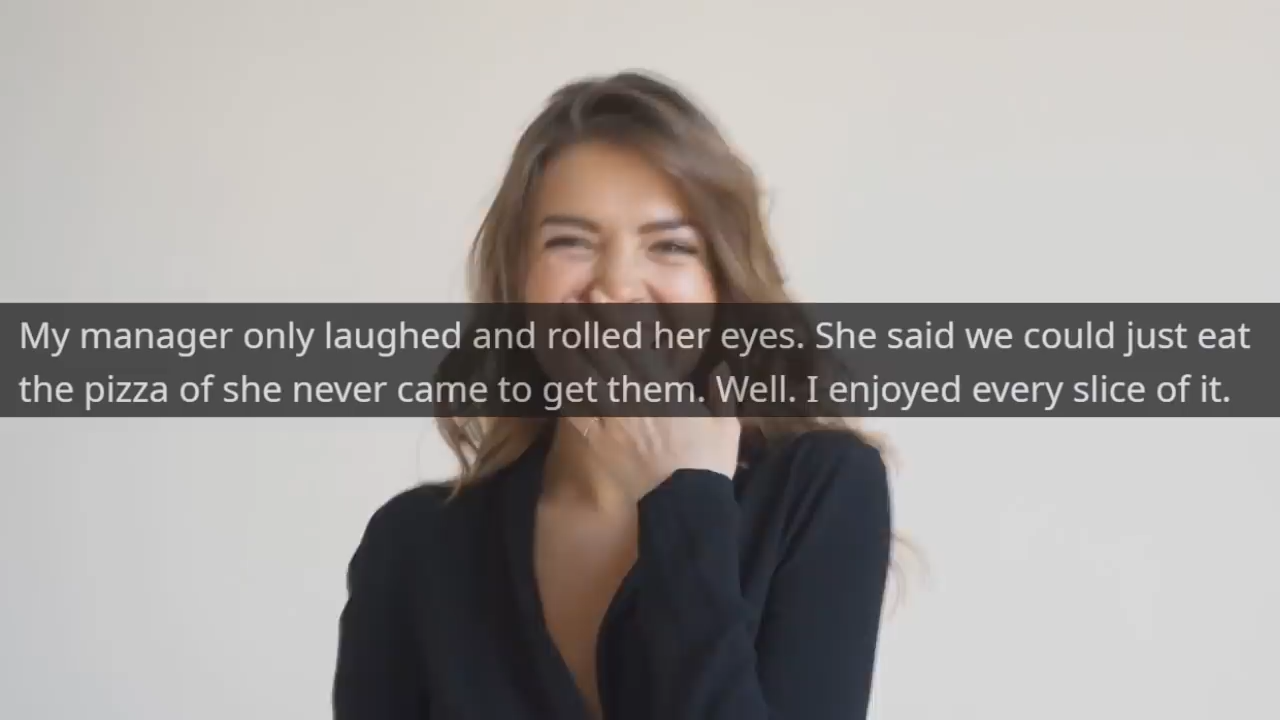 My manager only laughed and rolled her eyes. She said we could just eat
the pizza of she never came to get them. Well. I enjoyed every slice of it.